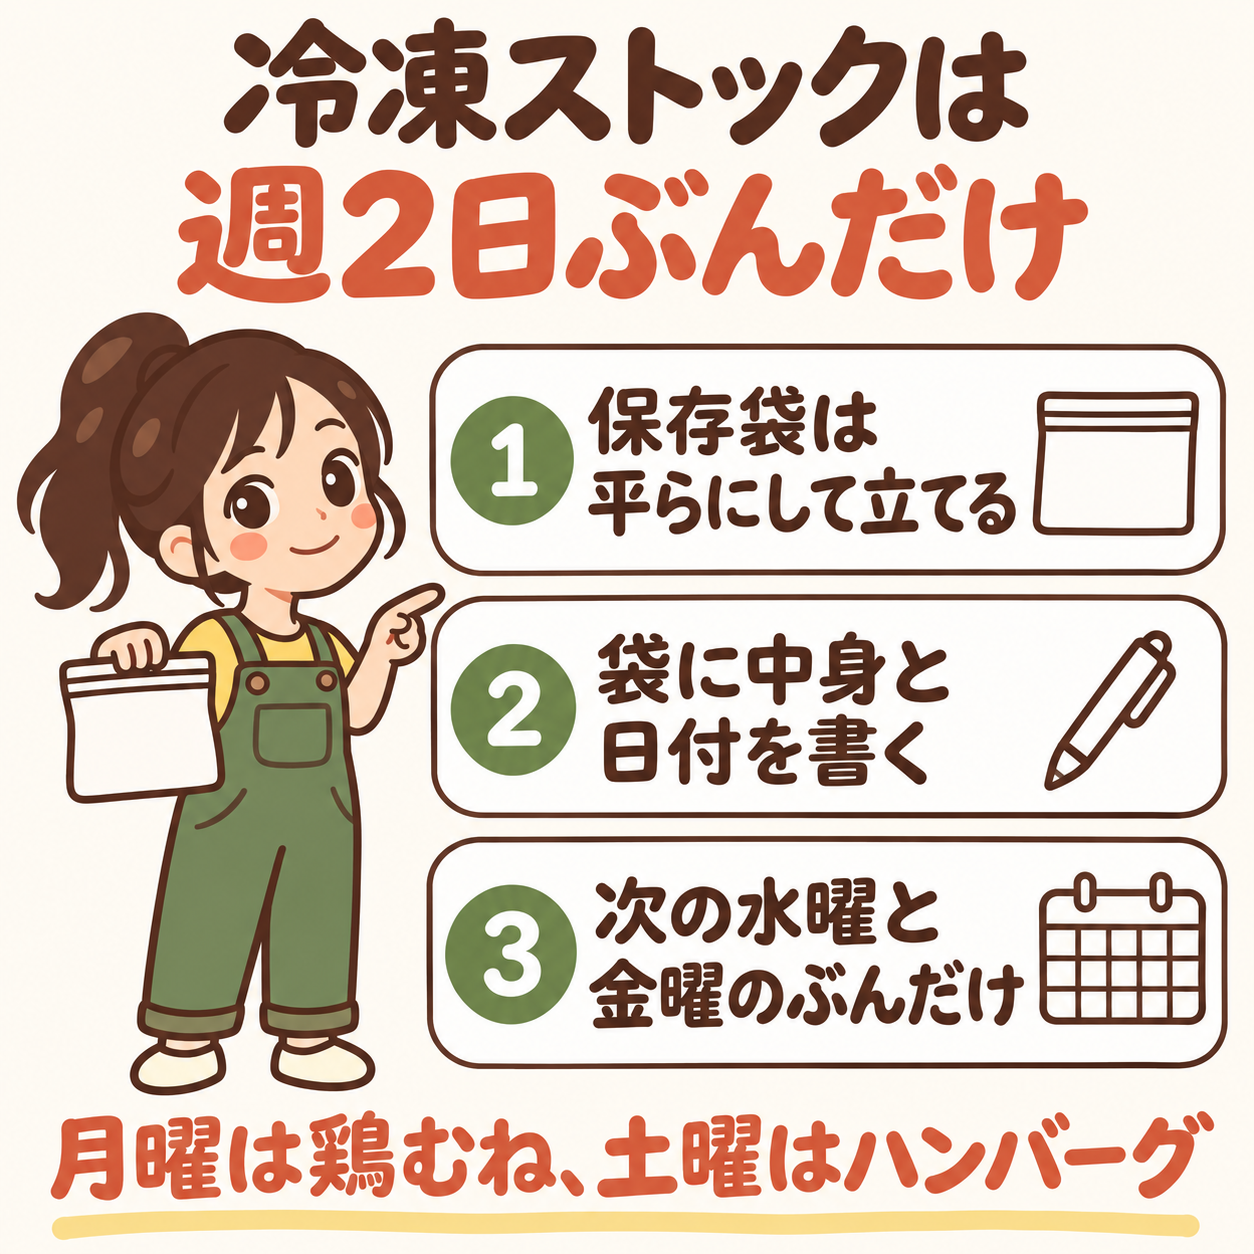 冷凍ストックは
週2日ぶんだけ
1
保存袋は
平らにして立てる
2
袋に中身と
日付を書く
3
次の水曜と
金曜のぶんだけ
月曜は鶏むね、土曜はハンバーグ